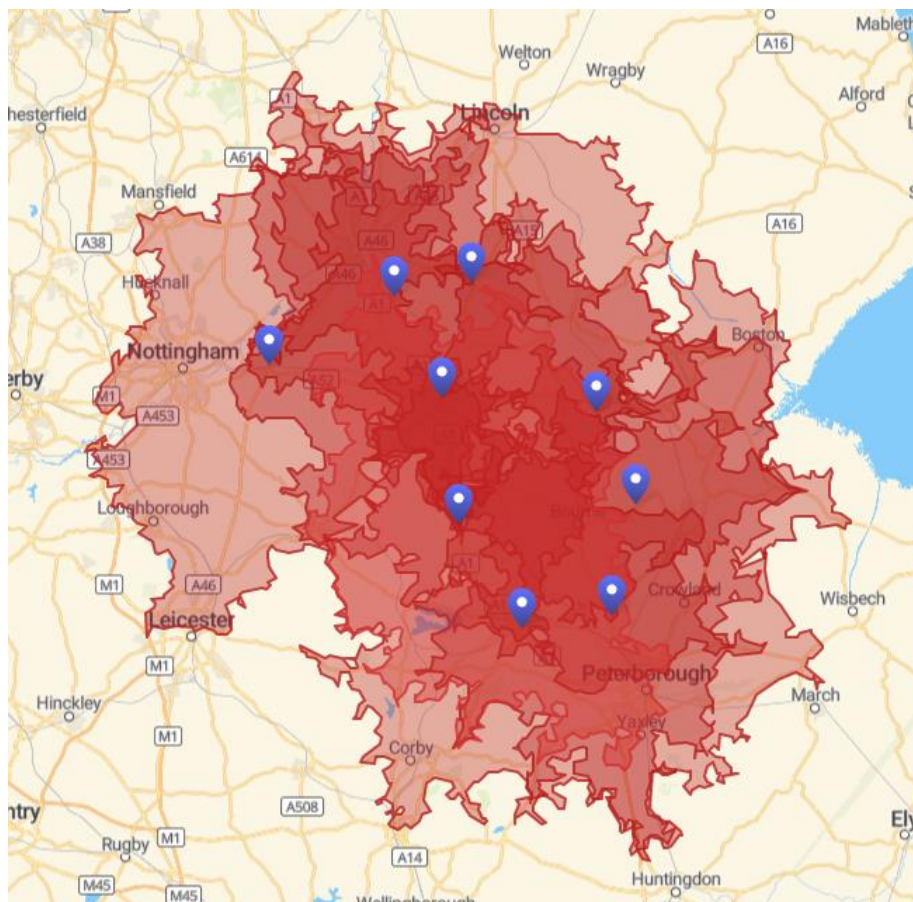 Mableth
A16
Welton
Wragby
A1
Alford
hesterfield
Lincoln
A614
Mansfield
A15
A16
A38
A46
A46
Hucknall
A1
Boston
Nottingham
erby
A52
M1
A453
A453
Loughborough
A1
M1
A46
Crowland
Wisbech
Leicester
M1
Peterborough
Hinckley
March
Yaxley
M1
Corby
A508
ntry
M1
Ely
Rugby
A14
M45
M45
Huntingdon
Wellingborough